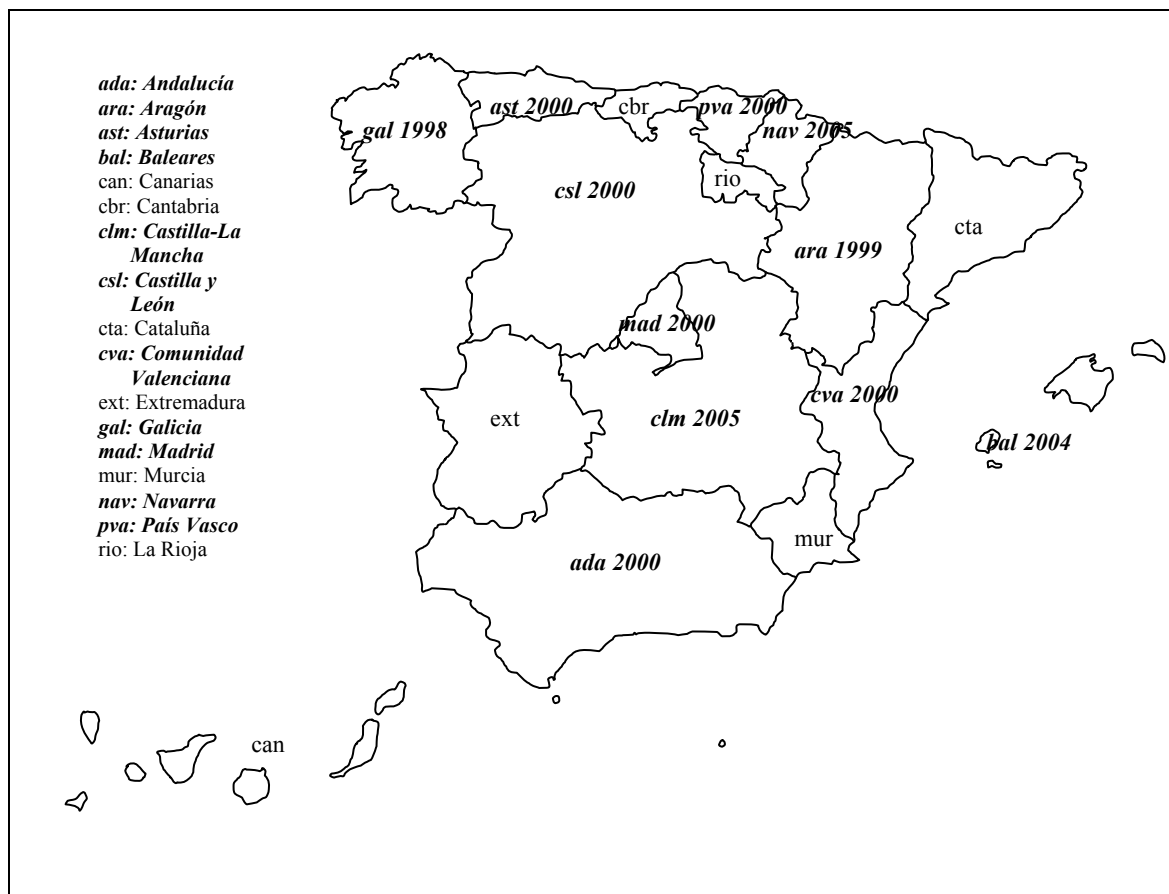 ada: Andalucía
ara: Aragón
ast: Asturias
bal: Baleares
can: Canarias
cbr: Cantabria
clm: Castilla-La
Mancha
csl: Castilla y
León
cta: Cataluña
cva: Comunidad
Valenciana
ext: Extremadura
gal: Galicia
mad: Madrid
mur: Murcia
nav: Navarra
pva: País Vasco
rio: La Rioja
gal 1998
ast 2000
cbr
pva 2000
nav 2005
csl 2000
rio
ara 1999
cta
mad 2000
ext
clm 2005
cva 2000
bal 2004
mur
ada 2000
can